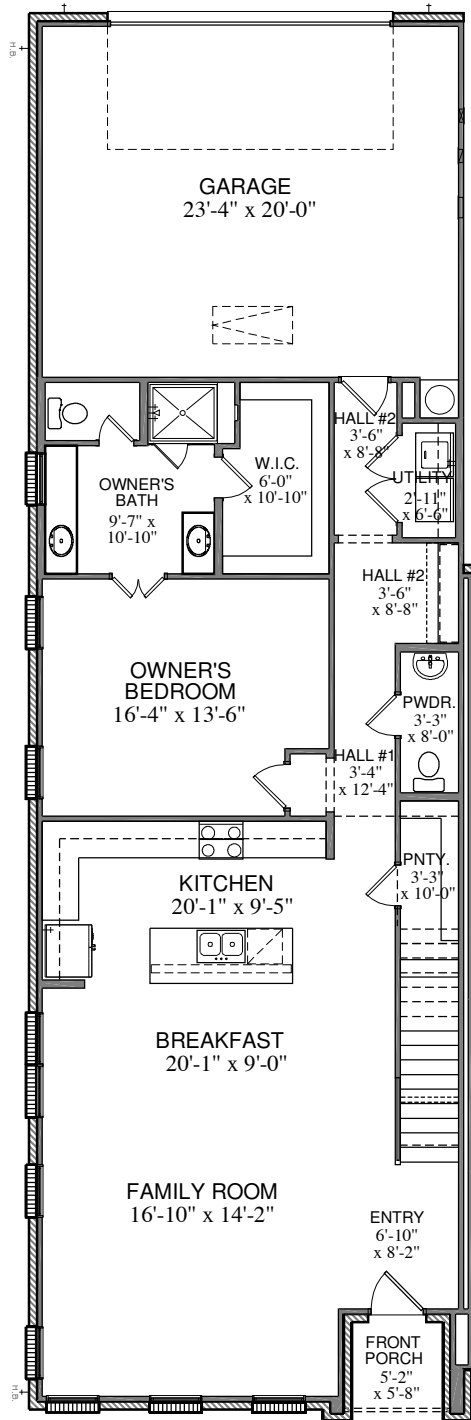 H.B.
GARAGE
23'-4" x 20'-0"
HALL #2
3'-6"
x 8'-8"
W.I.C.
6'-0"
x 10'-10"
UTILITY
2'-11"
x 6'-6"
OWNER'S
BATH
9'-7" x
10'-10"
HALL #2
3'-6"
x 8'-8"
OWNER'S
BEDROOM
16'-4" x 13'-6"
PWDR.
3'-3"
x 8'-0"
HALL #1
3'-4"
x 12'-4"
PNTY.
3'-3"
x 10'-0"
KITCHEN
20'-1" x 9'-5"
BREAKFAST
20'-1" x 9'-0"
FAMILY ROOM
16'-10" x 14'-2"
ENTRY
6'-10"
x 8'-2"
FRONT
PORCH
5'-2"
x 5'-8"
H.B.